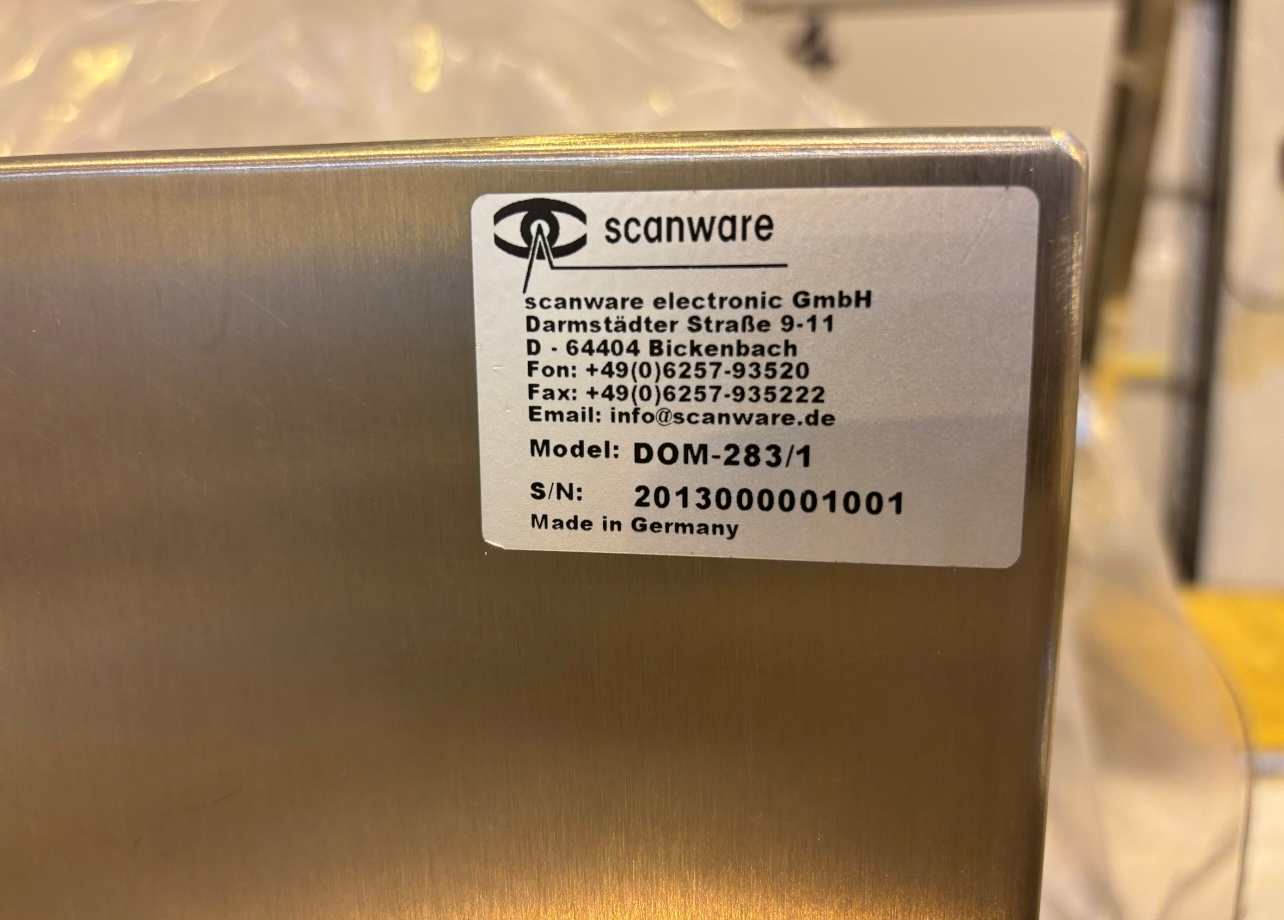 scanware
scanware electronic GmbH
Darmstädter Straße 9-11
D - 64404 Bickenbach
Fon: +49(0)6257-93520
Fax: +49(0)6257-935222
Email: info@scanware.de
Model: DOM-283/1
S/N: 2013000001001
Made in Germany